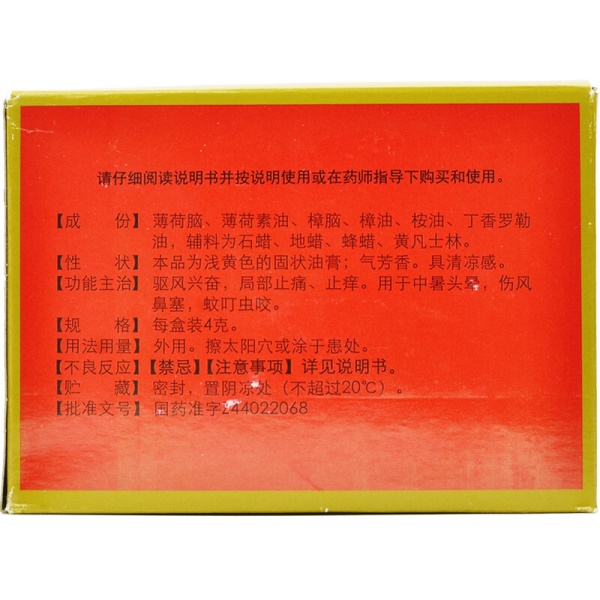 请仔细阅读说明书并按说明使用或在药师指导下购买和使用。
【成　份】薄荷脑、薄荷素油、樟脑、樟油、桉油、丁香罗勒
油，辅料为石蜡、地蜡、蜂蜡、黄凡士林。
【性　状】本品为浅黄色的固状油膏；气芳香。具清凉感。
【功能主治】驱风兴奋，局部止痛、止痒。用于中暑头晕，伤风
鼻塞，蚊叮虫咬。
【规　格】每盒装4克。
【用法用量】外用。擦太阳穴或涂于患处。
【不良反应】【禁忌】【注意事项】详见说明书。
【贮　藏】密封，置阴凉处（不超过20℃）。
【批准文号】国药准字Z44022068